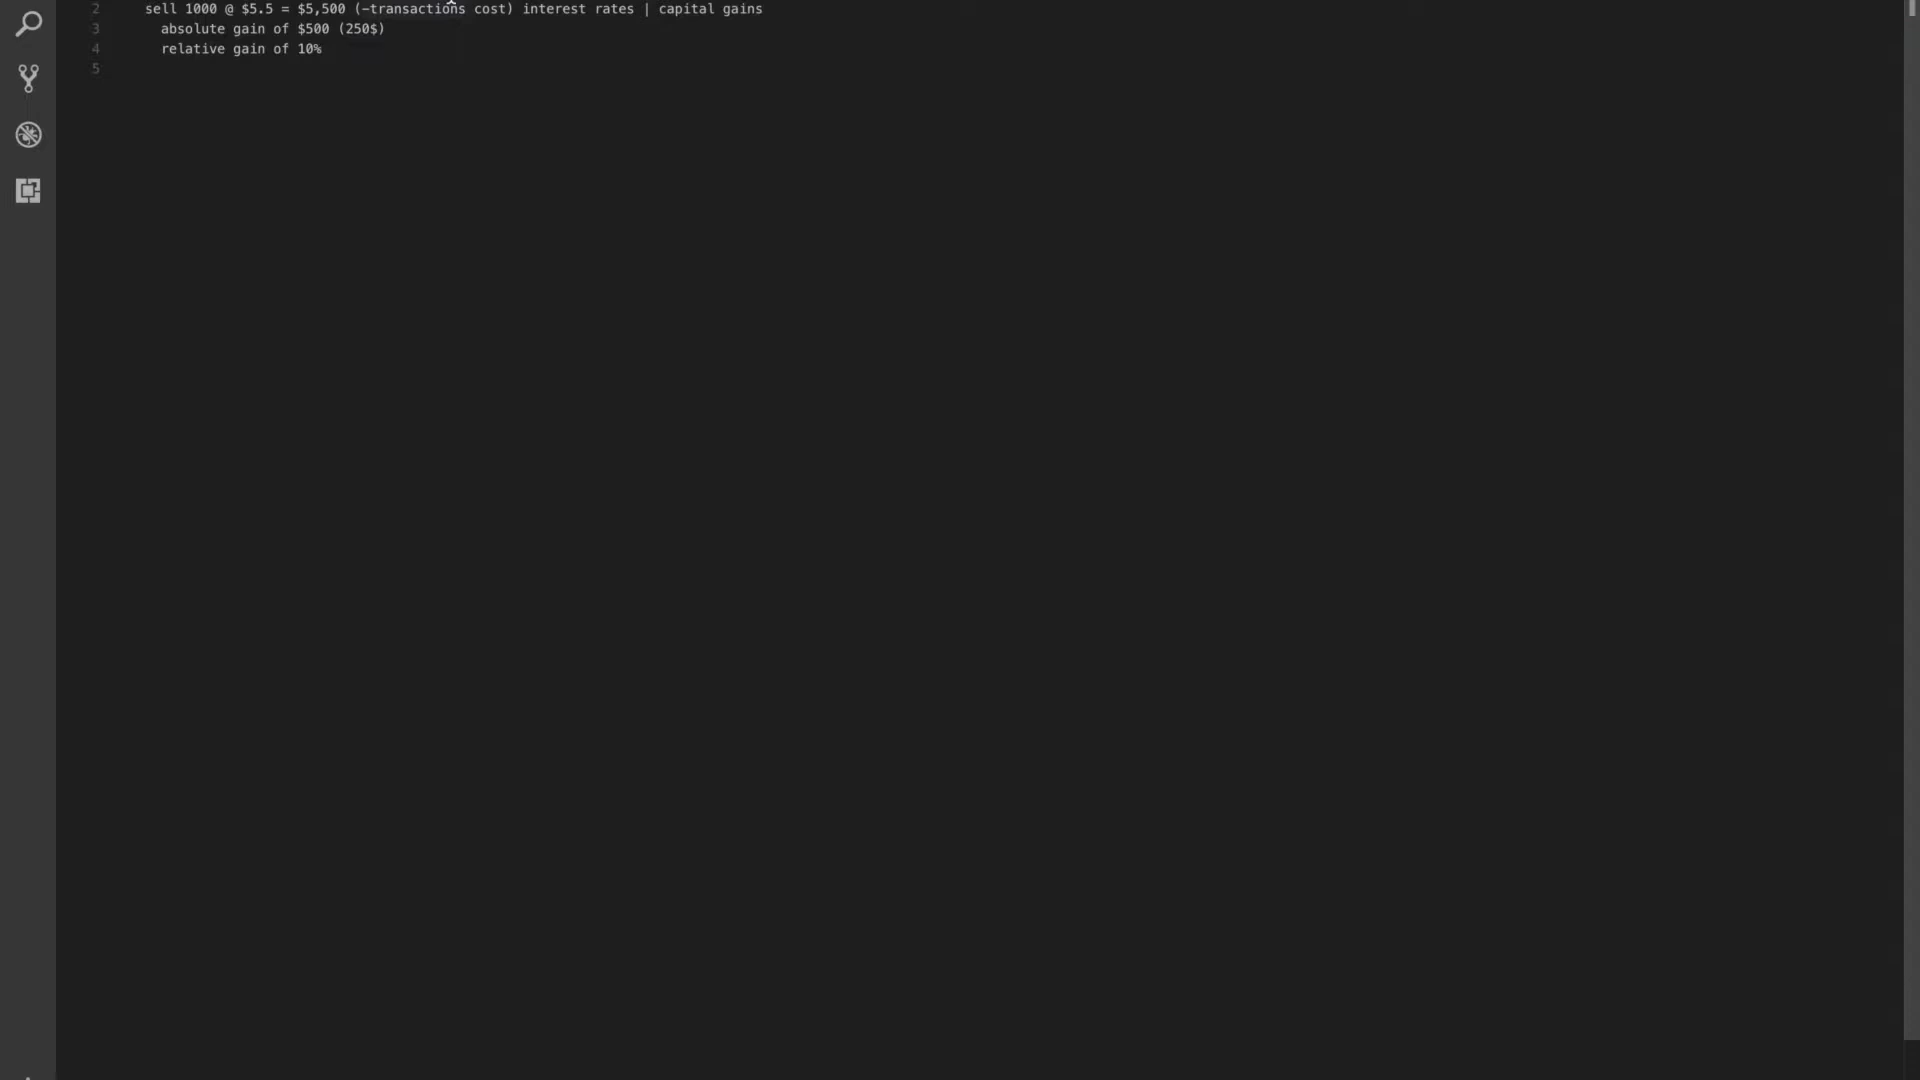 2 sell 1000 @ $5.5 = $5,500 (-transactions cost) interest rates | capital gains
3 absolute gain of $500 (250$)
4 relative gain of 10%
5